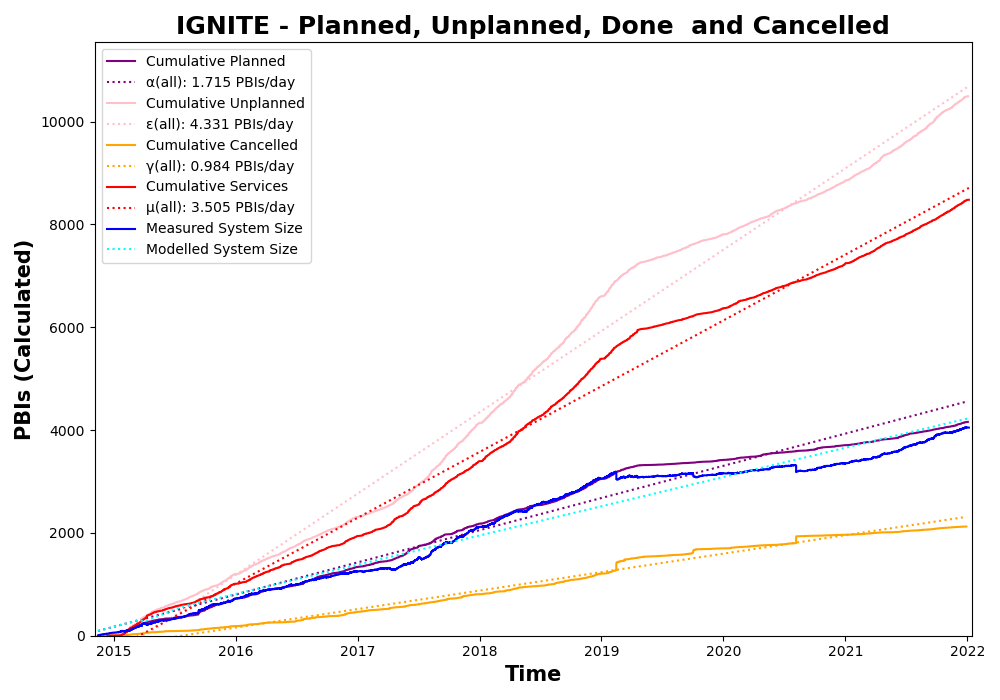 IGNITE - Planned, Unplanned, Done  and Cancelled
Cumulative Planned
α(all): 1.715 PBIs/day
Cumulative Unplanned
ε(all): 4.331 PBIs/day
Cumulative Cancelled
γ(all): 0.984 PBIs/day
Cumulative Services
μ(all): 3.505 PBIs/day
Measured System Size
Modelled System Size
PBIs (Calculated)
10000
8000
6000
4000
2000
0
2015 2016 2017 2018 2019 2020 2021 2022
Time